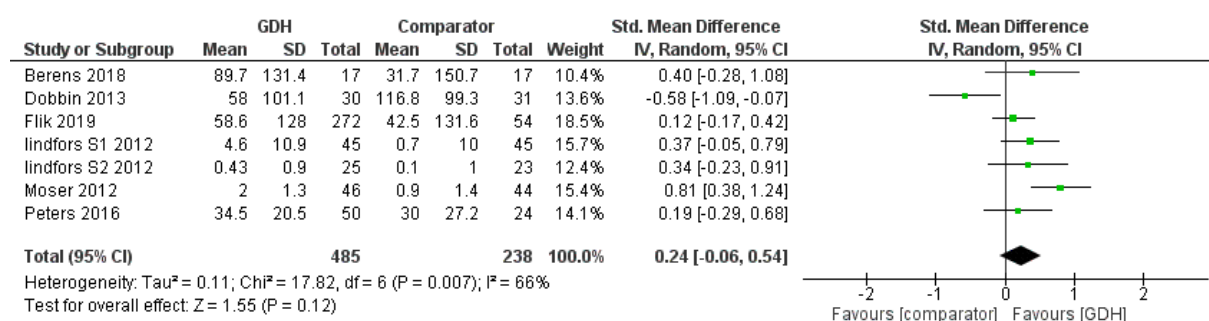 GDH Comparator Std. Mean Difference Std. Mean Difference
Study or Subgroup Mean SD Total Mean SD Total Weight IV, Random, 95% CI IV, Random, 95% CI
Berens 2018 89.7 131.4 17 31.7 150.7 17 10.4% 0.40 [-0.28, 1.08]
Dobbin 2013 58 101.1 30 116.8 99.3 31 13.6% -0.58 [-1.09, -0.07]
Flik 2019 58.6 128 272 42.5 131.6 54 18.5% 0.12 [-0.17, 0.42]
lindfors S1 2012 4.6 10.9 45 0.7 10 45 15.7% 0.37 [-0.05, 0.79]
lindfors S2 2012 0.43 0.9 25 0.1 1 23 12.4% 0.34 [-0.23, 0.91]
Moser 2012 2 1.3 46 0.9 1.4 44 15.4% 0.81 [0.38, 1.24]
Peters 2016 34.5 20.5 50 30 27.2 24 14.1% 0.19 [-0.29, 0.68]
Total (95% CI) 485 238 100.0% 0.24 [-0.06, 0.54]
Heterogeneity: Tau² = 0.11; Chi² = 17.82, df = 6 (P = 0.007); I² = 66%
Test for overall effect: Z = 1.55 (P = 0.12)
-2 -1 0 1 2
Favours [comparator] Favours [GDH]